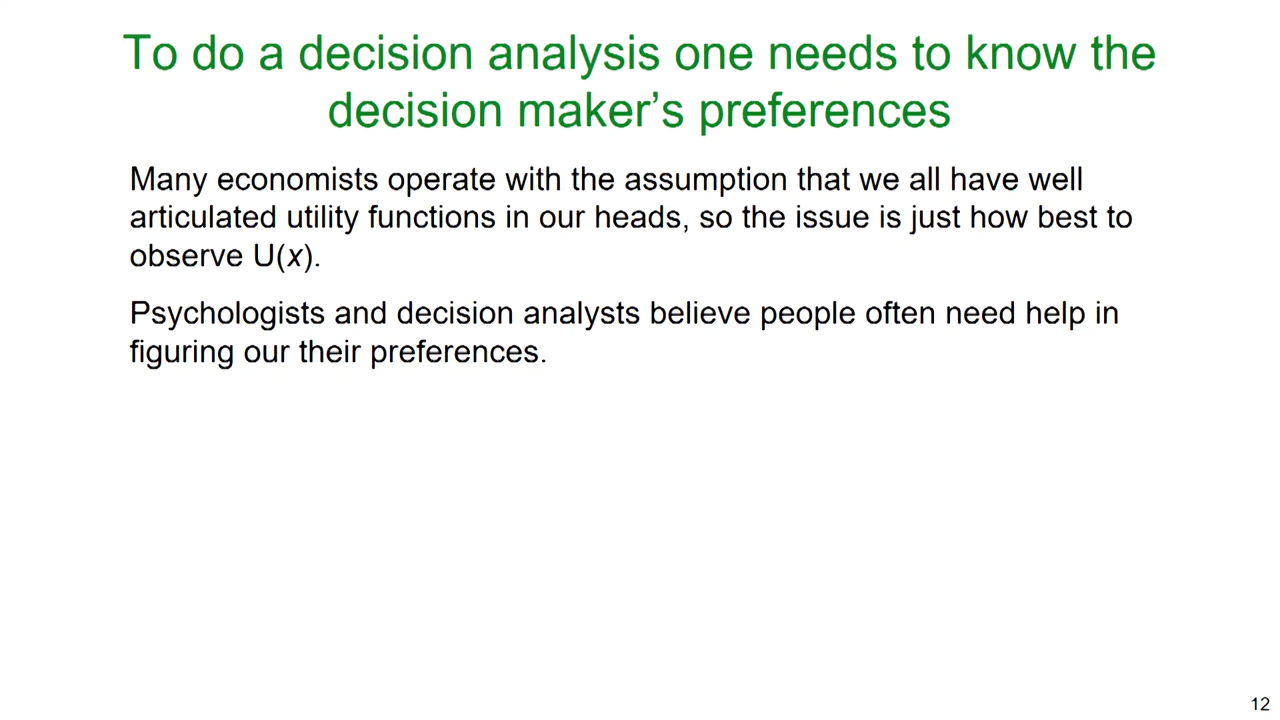 To do a decision analysis one needs to know the
decision maker’s preferences
Many economists operate with the assumption that we all have well
articulated utility functions in our heads, so the issue is just how best to
observe U(x).
Psychologists and decision analysts believe people often need help in
figuring our their preferences.
12